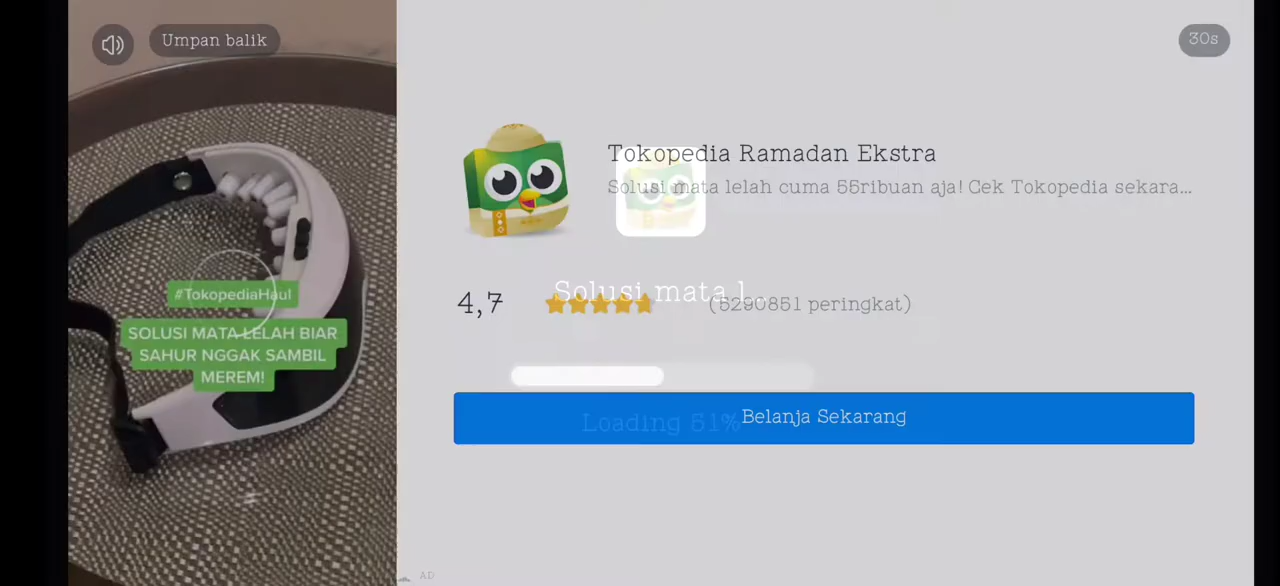 Umpan balik
30s
#TokopediaHaul
SOLUSI MATA LELAH BIAR
SAHUR NGGAK SAMBIL
MEREM!
Tokopedia Ramadan Ekstra
Solusi mata lelah cuma 55ribuan aja! Cek Tokopedia sekara...
Solusi mata l...
4,7
(5290851 peringkat)
Loading 51%
Belanja Sekarang
AD